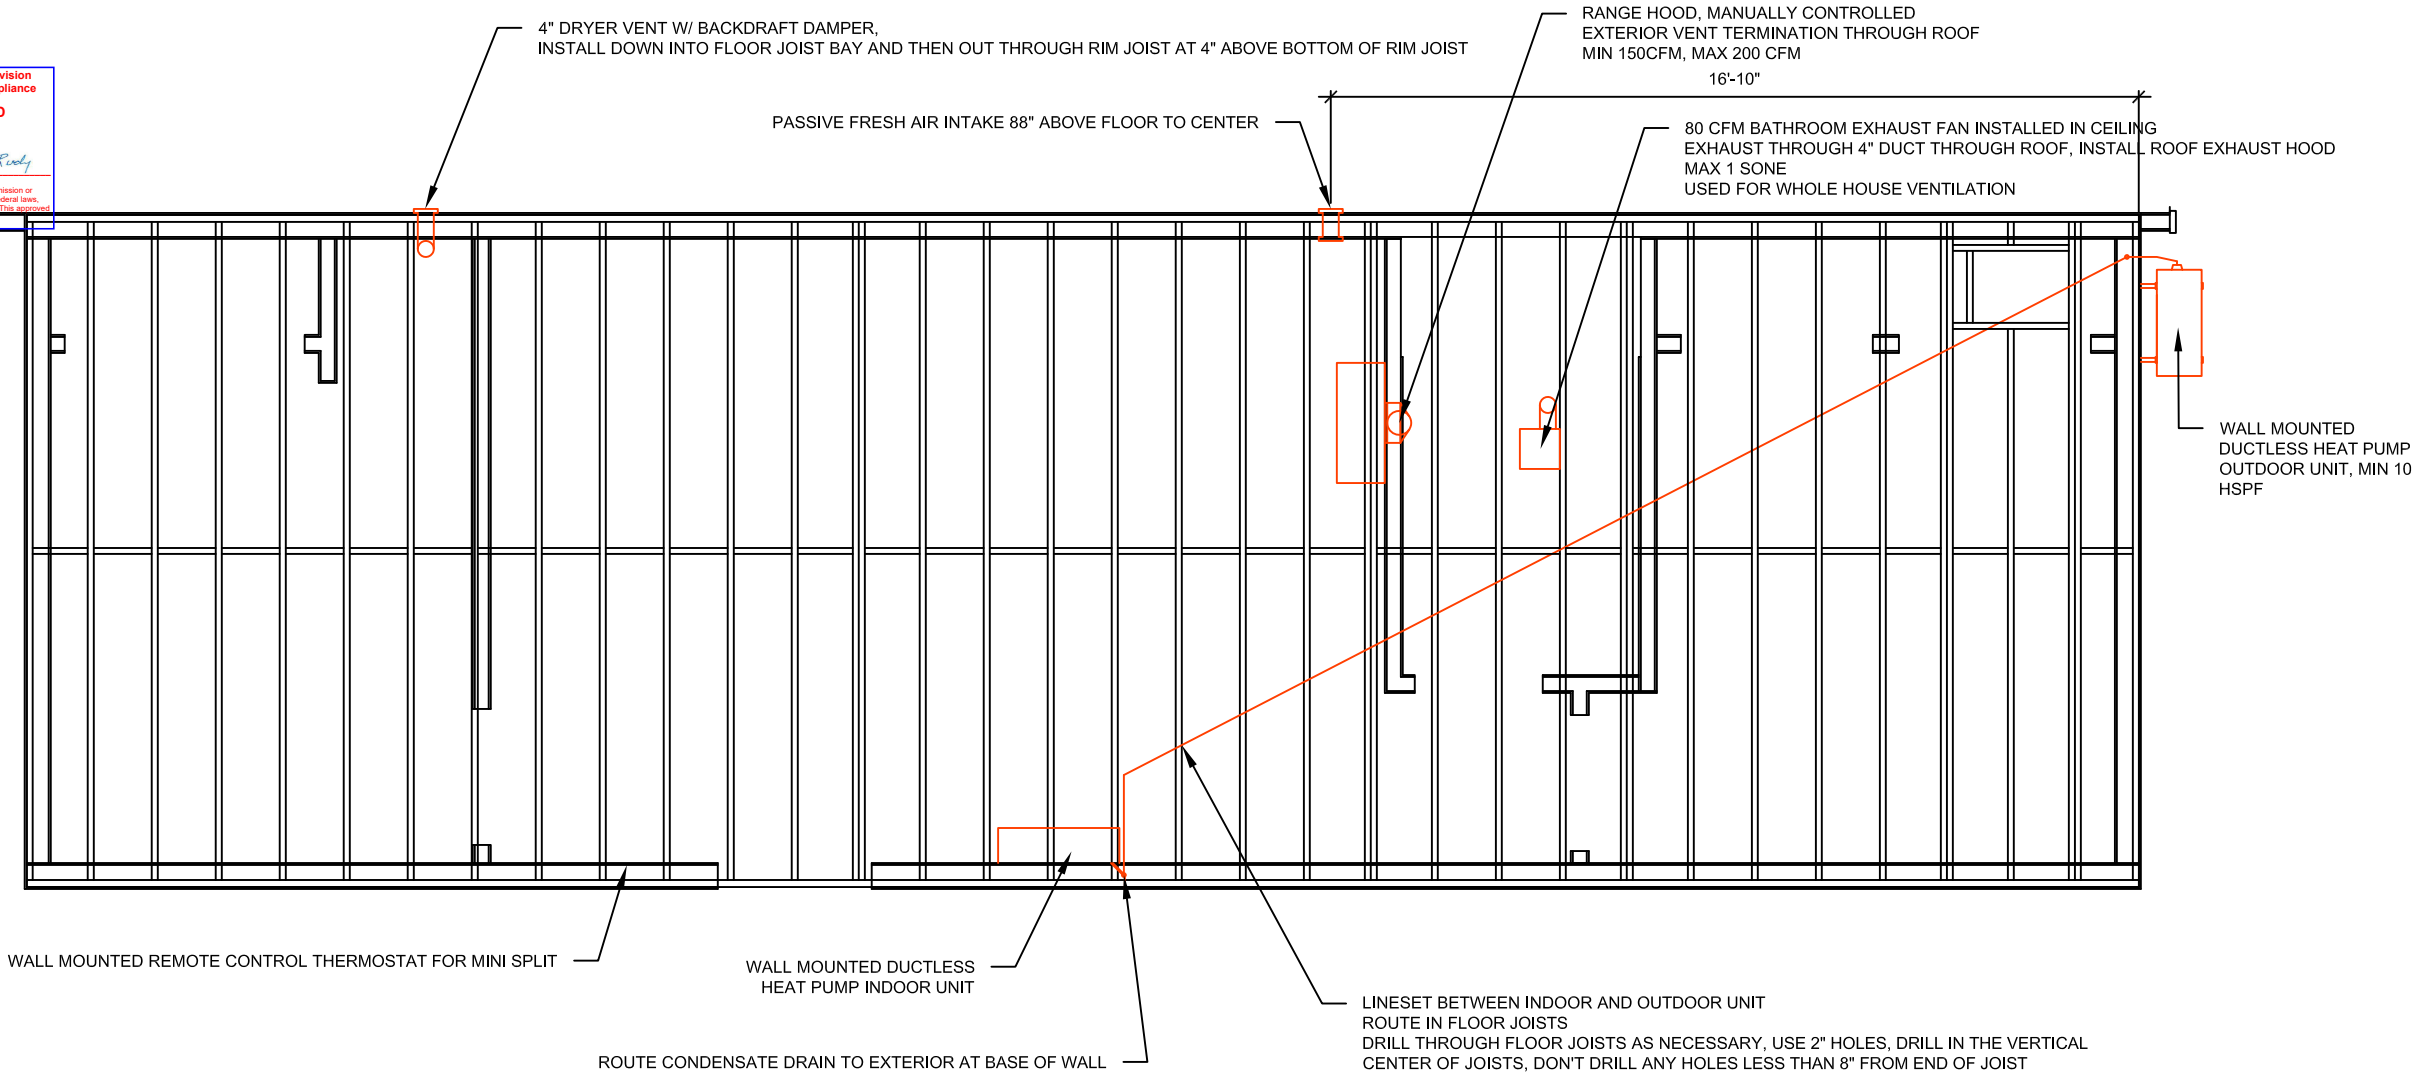 4" DRYER VENT W/ BACKDRAFT DAMPER,
INSTALL DOWN INTO FLOOR JOIST BAY AND THEN OUT THROUGH RIM JOIST AT 4" ABOVE BOTTOM OF RIM JOIST
RANGE HOOD, MANUALLY CONTROLLED
EXTERIOR VENT TERMINATION THROUGH ROOF
MIN 150CFM, MAX 200 CFM
16'-10"
PASSIVE FRESH AIR INTAKE 88" ABOVE FLOOR TO CENTER
80 CFM BATHROOM EXHAUST FAN INSTALLED IN CEILING
EXHAUST THROUGH 4" DUCT THROUGH ROOF, INSTALL ROOF EXHAUST HOOD
MAX 1 SONE
USED FOR WHOLE HOUSE VENTILATION
mission or
This approved
WALL MOUNTED
DUCTLESS HEAT PUMP
OUTDOOR UNIT, MIN 10
HSPF
WALL MOUNTED REMOTE CONTROL THERMOSTAT FOR MINI SPLIT
WALL MOUNTED DUCTLESS
HEAT PUMP INDOOR UNIT
ROUTE CONDENSATE DRAIN TO EXTERIOR AT BASE OF WALL
LINESET BETWEEN INDOOR AND OUTDOOR UNIT
ROUTE IN FLOOR JOISTS
DRILL THROUGH FLOOR JOISTS AS NECESSARY, USE 2" HOLES, DRILL IN THE VERTICAL
CENTER OF JOISTS, DON'T DRILL ANY HOLES LESS THAN 8" FROM END OF JOIST